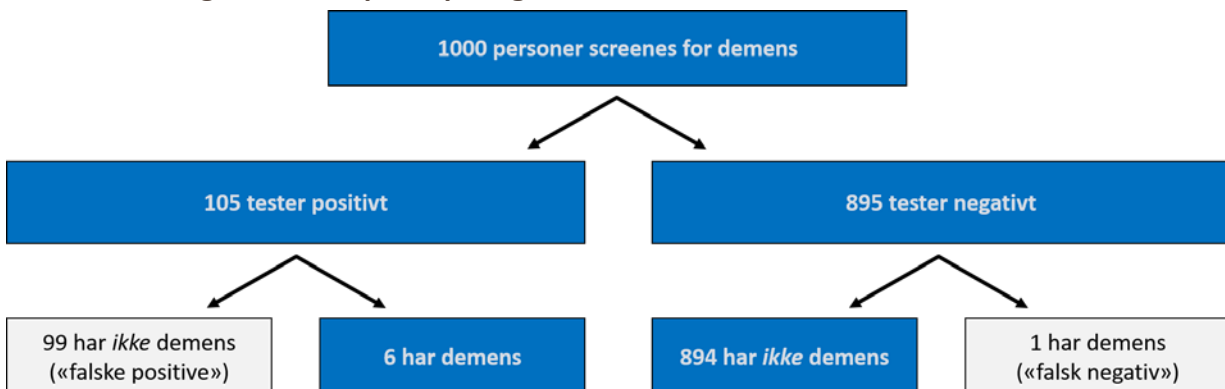 1000 personer screenes for demens
105 tester positivt
895 tester negativt
99 har ikke demens
(«falske positive»)
6 har demens
894 har ikke demens
1 har demens
(«falsk negativ»)